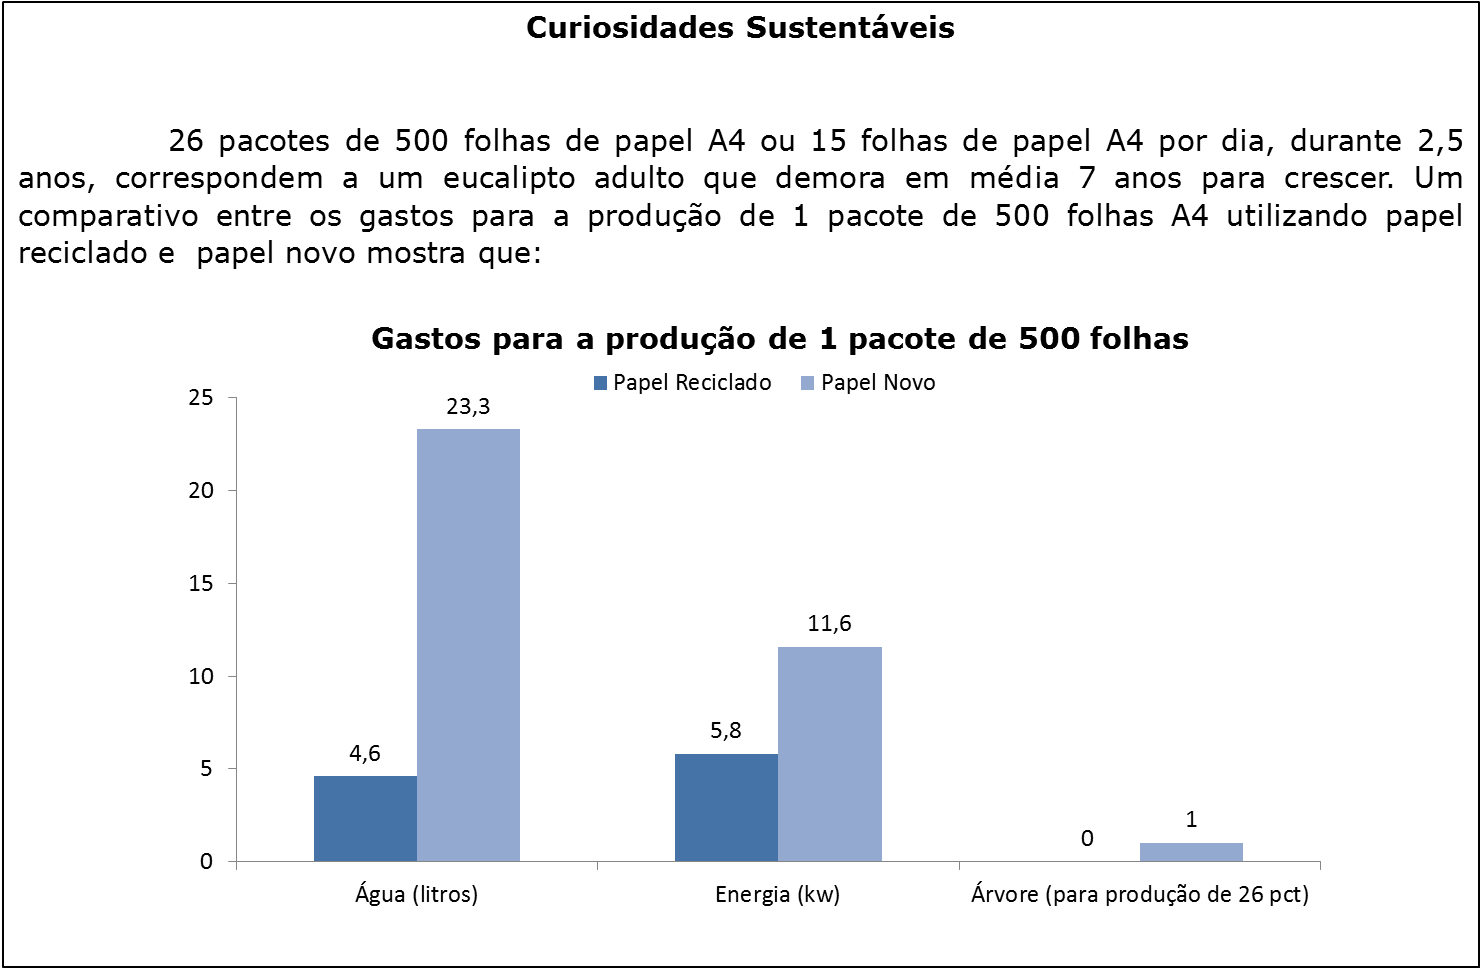 Curiosidades Sustentáveis
26 pacotes de 500 folhas de papel A4 ou 15 folhas de papel A4 por dia, durante 2,5
anos, correspondem a um eucalipto adulto que demora em média 7 anos para crescer. Um
comparativo entre os gastos para a produção de 1 pacote de 500 folhas A4 utilizando papel
reciclado e papel novo mostra que:
Gastos para a produção de 1 pacote de 500 folhas
Papel Reciclado Papel Novo
25
23,3
20
15
11,6
10
5,8
4,6
5
1
0
0
Água (litros) Energia (kw) Árvore (para produção de 26 pct)